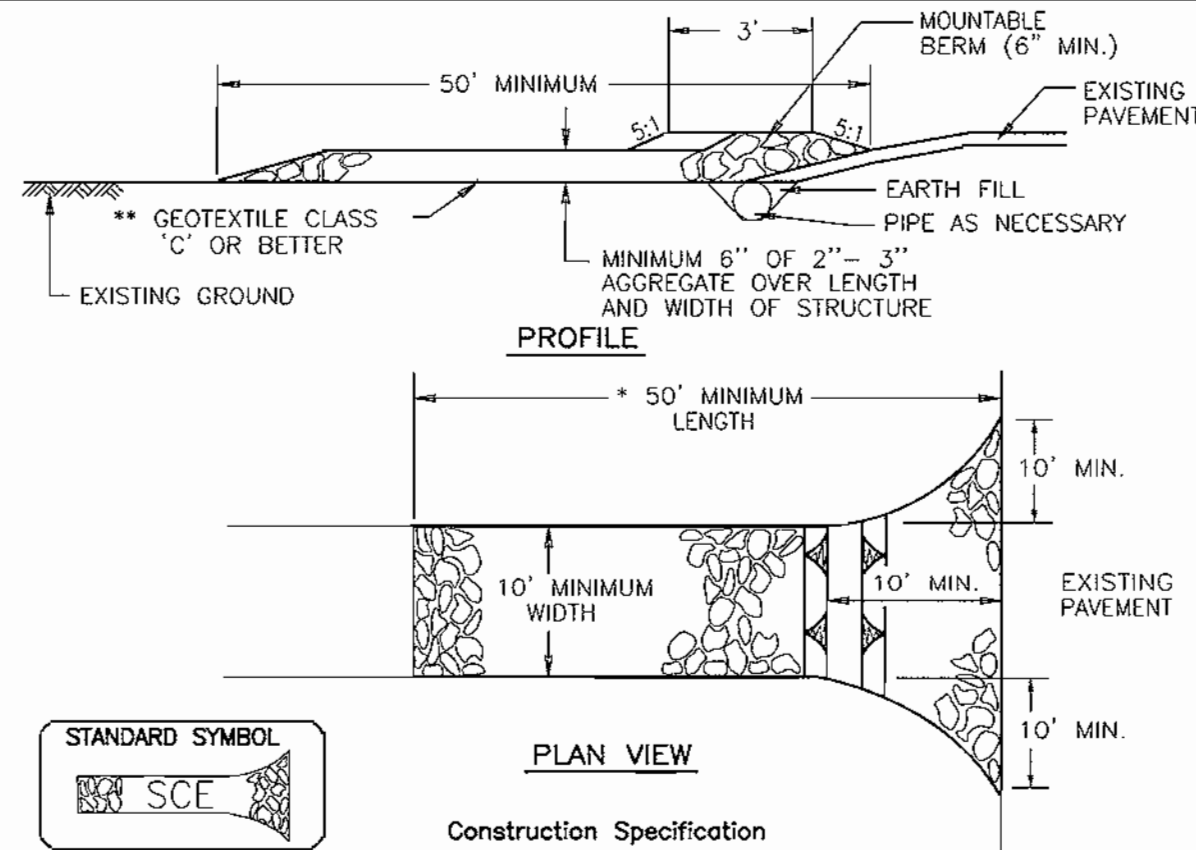 3'
MOUNTABLE
BERM (6" MIN.)
50' MINIMUM
EXISTING
PAVEMENT
5:1
5:1
** GEOTEXTILE CLASS
'C' OR BETTER
EARTH FILL
PIPE AS NECESSARY
EXISTING GROUND
MINIMUM 6" OF 2"- 3"
AGGREGATE OVER LENGTH
AND WIDTH OF STRUCTURE
PROFILE
* 50' MINIMUM
LENGTH
10' MIN.
10' MINIMUM
WIDTH
10' MIN.
EXISTING
PAVEMENT
10' MIN.
STANDARD SYMBOL
SCE
PLAN VIEW
Construction Specification